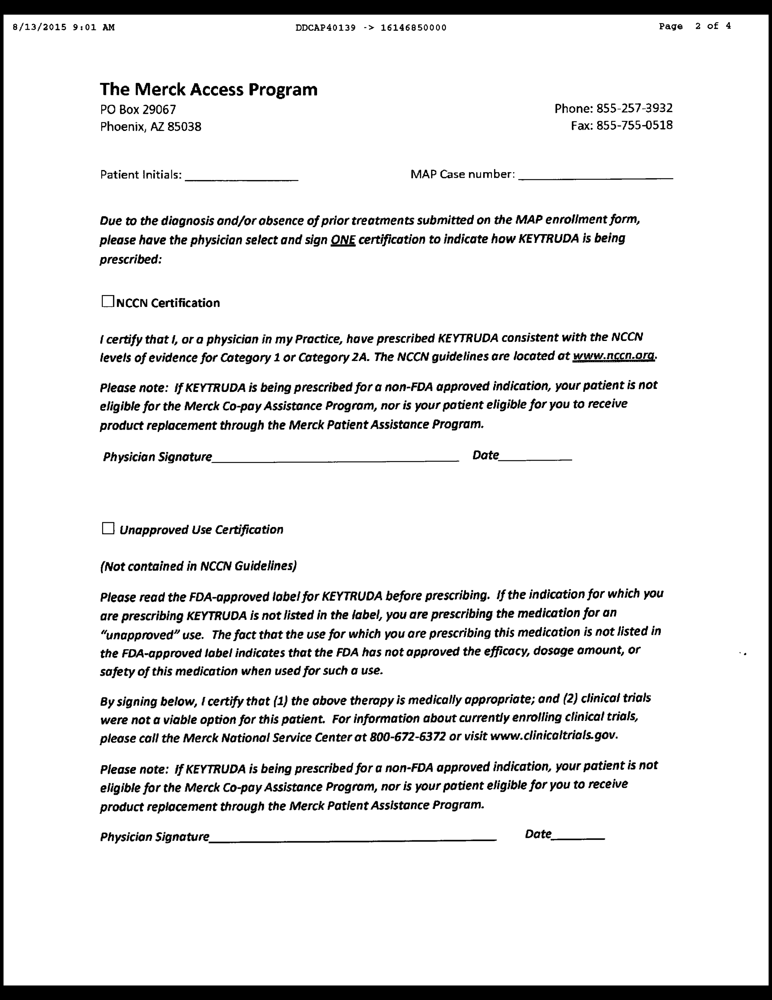 8/13/2015 9:01 AM DDCAP40139 -> 16146850000 Page 2 of 4
The Merck Access Program
PO Box 29067 Phone: 855-257-3932
Phoenix, AZ 85038 Fax: 855-755-0518
Patient Initials: MAP Case number:
Due to the diagnosis and/or absence of prior treatments submitted on the MAP enrollment form,
please have the physician select and sign ONE certification to indicate how KEYTRUDA is being
prescribed:
NCCN Certification
I certify that I, or a physician in my Practice, have prescribed KEYTRUDA consistent with the NCCN
levels of evidence for Category 1 or Category 2A. The NCCN guidelines are located at www.nccn.org.
Please note: If KEYTRUDA is being prescribed for a non-FDA approved indication, your patient is not
eligible for the Merck Co-pay Assistance Program, nor is your patient eligible for you to receive
product replacement through the Merck Patient Assistance Program.
Physician Signature Date
Unapproved Use Certification
(Not contained in NCCN Guidelines)
Please read the FDA-approved label for KEYTRUDA before prescribing. If the indication for which you
are prescribing KEYTRUDA is not listed in the label, you are prescribing the medication for an
“unapproved” use. The fact that the use for which you are prescribing this medication is not listed in
the FDA-approved label indicates that the FDA has not approved the efficacy, dosage amount, or
safety of this medication when used for such a use.
By signing below, I certify that (1) the above therapy is medically appropriate; and (2) clinical trials
were not a viable option for this patient. For information about currently enrolling clinical trials,
please call the Merck National Service Center at 800-672-6372 or visit www.clinicaltrials.gov.
Please note: If KEYTRUDA is being prescribed for a non-FDA approved indication, your patient is not
eligible for the Merck Co-pay Assistance Program, nor is your patient eligible for you to receive
product replacement through the Merck Patient Assistance Program.
Physician Signature Date